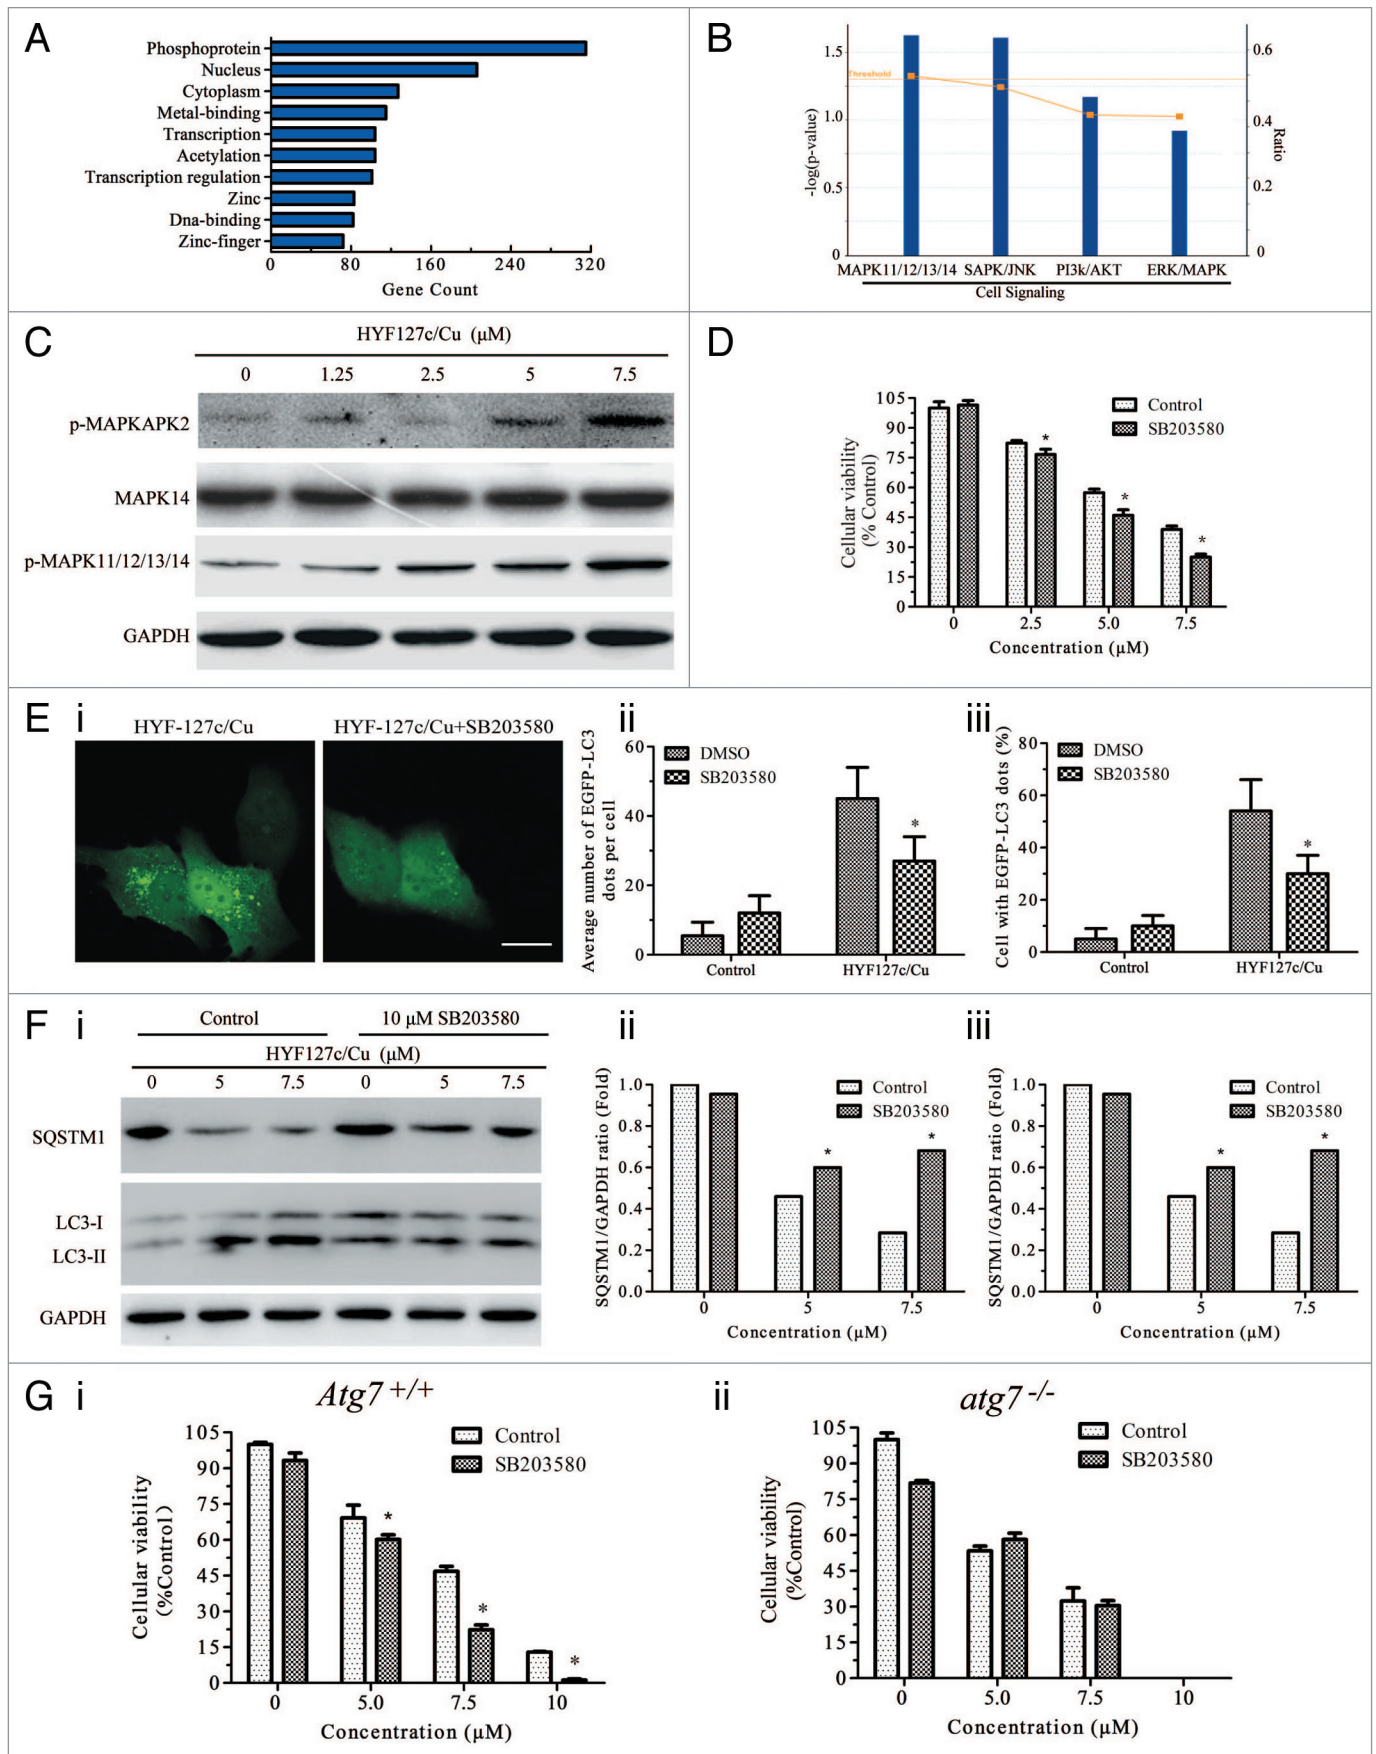 A
Phosphoprotein
Nucleus
Cytoplasm
Metal-binding
Transcription
Acetylation
Transcription regulation
Zinc
Dna-binding
Zinc-finger
0 80 160 240 320
Gene Count
B
1.5
1.0
0.5
0
-log(p-value)
Threshold
0.6
0.4
0.2
0
Ratio
MAPK11/12/13/14 SAPK/JNK PI3k/AKT ERK/MAPK
Cell Signaling
C
HYF127c/Cu (μM)
0 1.25 2.5 5 7.5
p-MAPKAPK2
MAPK14
p-MAPK11/12/13/14
GAPDH
D
Cellular viability
(% Control)
105
90
75
60
45
30
15
0
Control
SB203580
*
*
*
0 2.5 5.0 7.5
Concentration (μM)
E i
HYF-127c/Cu HYF-127c/Cu+SB203580
ii
Average number of EGFP-LC3
dots per cell
60
40
20
0
DMSO
SB203580
*
Control HYF127c/Cu
iii
Cell with EGFP-LC3 dots (%)
80
60
40
20
0
DMSO
SB203580
*
Control HYF127c/Cu
F i
Control 10 μM SB203580
HYF127c/Cu (μM)
0 5 7.5 0 5 7.5
SQSTM1
LC3-I
LC3-II
GAPDH
ii
SQSTM1/GAPDH ratio (Fold)
1.0
0.8
0.6
0.4
0.2
0.0
Control
SB203580
*
*
0 5 7.5
Concentration (μM)
iii
SQSTM1/GAPDH ratio (Fold)
1.0
0.8
0.6
0.4
0.2
0.0
Control
SB203580
*
*
0 5 7.5
Concentration (μM)
G i
Atg7 +/+
Cellular viability
(%Control)
105
90
75
60
45
30
15
0
Control
SB203580
*
*
*
0 5.0 7.5 10
Concentration (μM)
ii
atg7 -/-
Cellular viability
(%Control)
105
90
75
60
45
30
15
0
Control
SB203580
0 5.0 7.5 10
Concentration (μM)